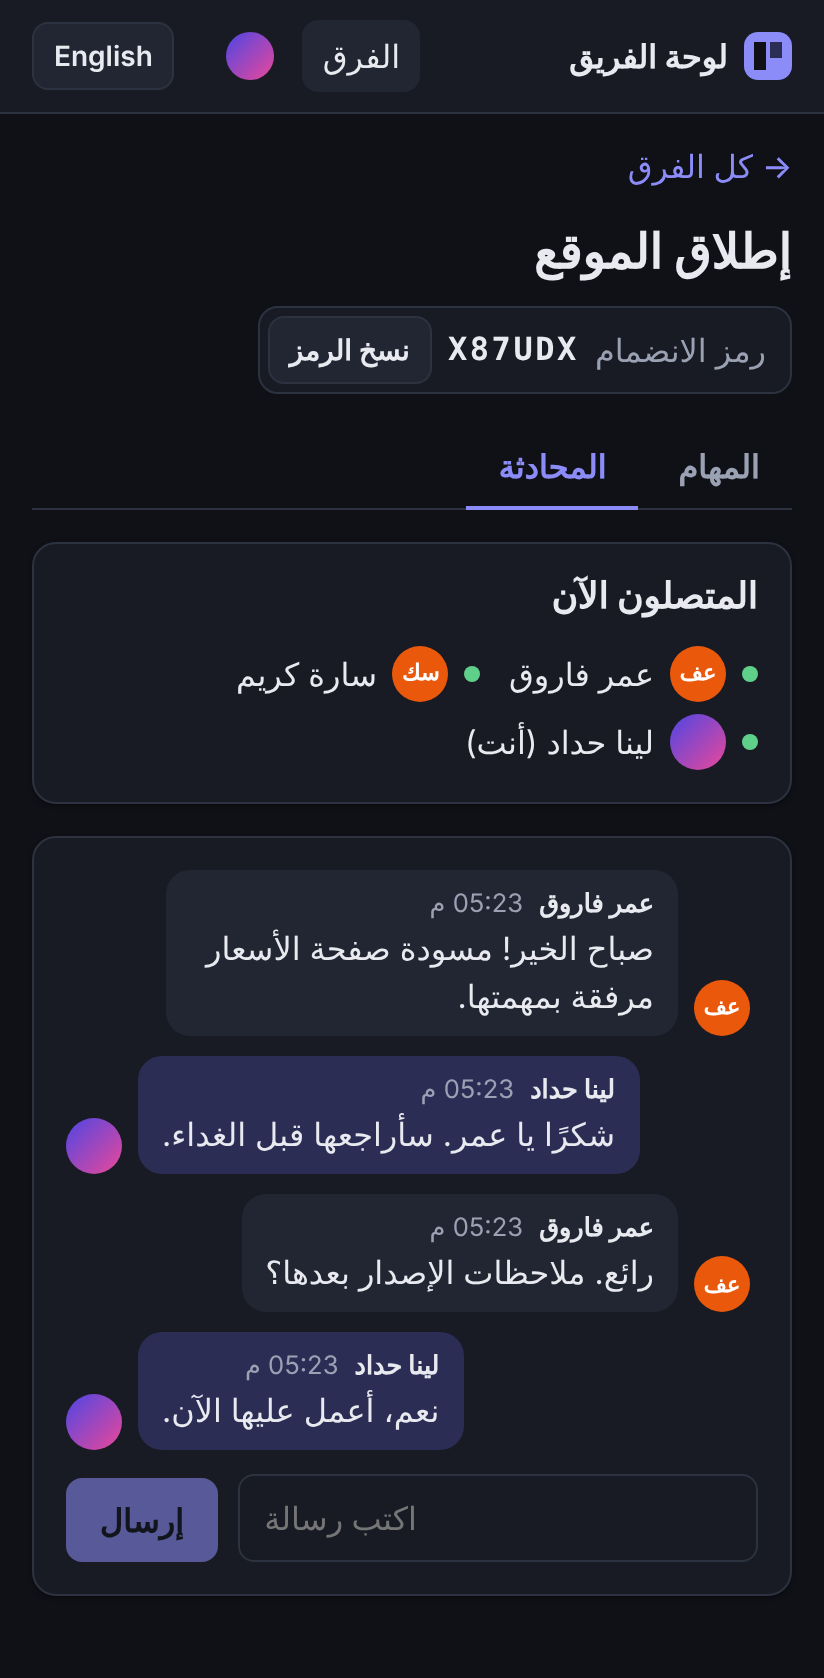 لوحة الفريق
الفرق
English
→ كل الفرق
إطلاق الموقع
رمز الانضمام X87UDX نسخ الرمز
المهام
المحادثة
المتصلون الآن
عف عمر فاروق
سك سارة كريم
لينا حداد (أنت)
عمر فاروق 05:23 م
صباح الخير! مسودة صفحة الأسعار
مرفقة بمهمتها.
عف
لينا حداد 05:23 م
شكرًا يا عمر. سأراجعها قبل الغداء.
عمر فاروق 05:23 م
رائع. ملاحظات الإصدار بعدها؟
عف
لينا حداد 05:23 م
نعم، أعمل عليها الآن.
اكتب رسالة
إرسال